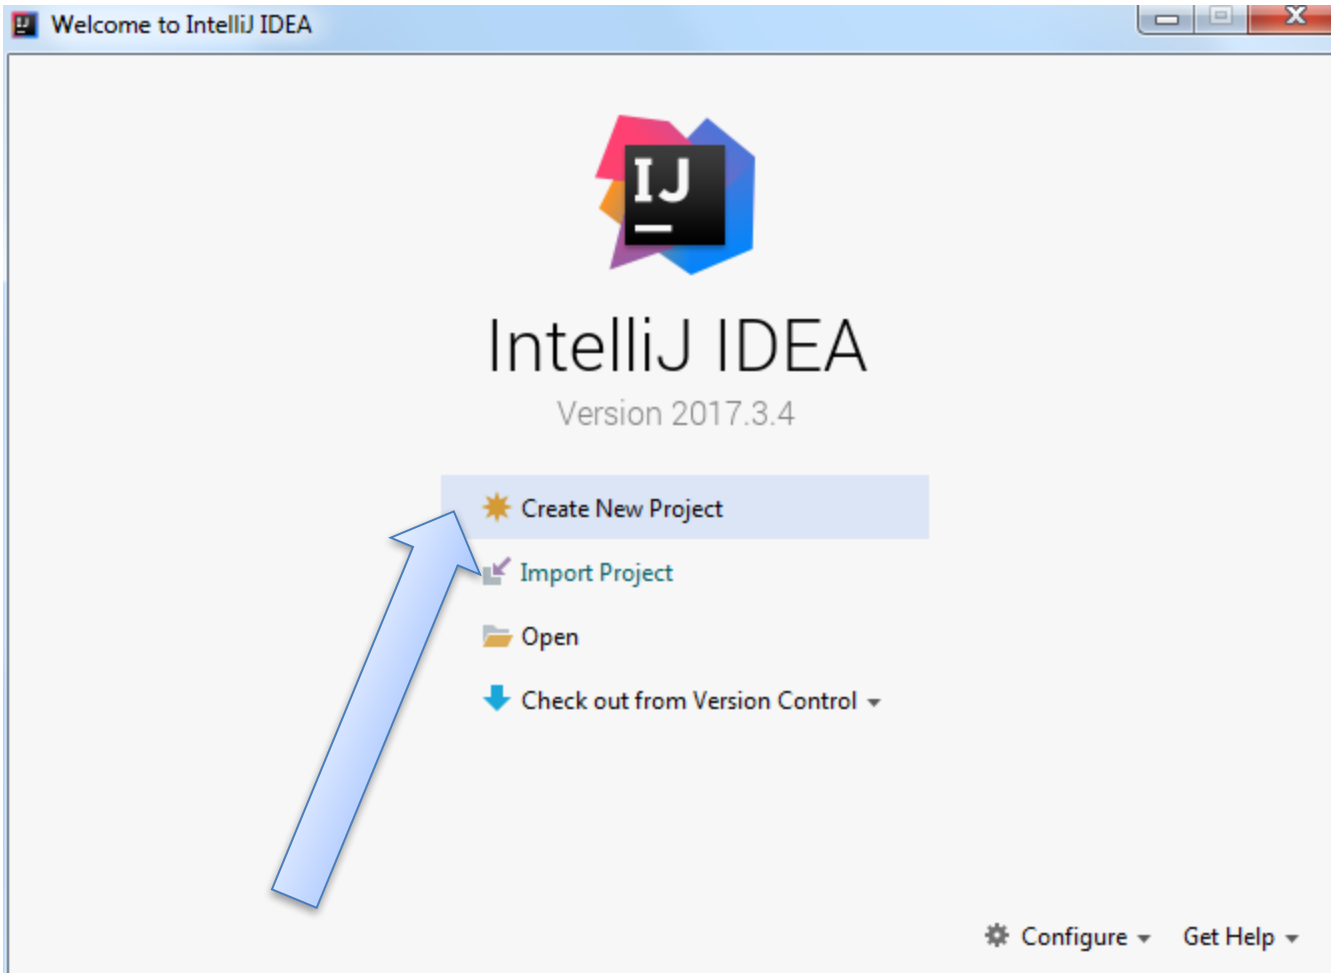 Welcome to IntelliJ IDEA
IJ
IntelliJ IDEA
Version 2017.3.4
Create New Project
Import Project
Open
Check out from Version Control
Configure Get Help